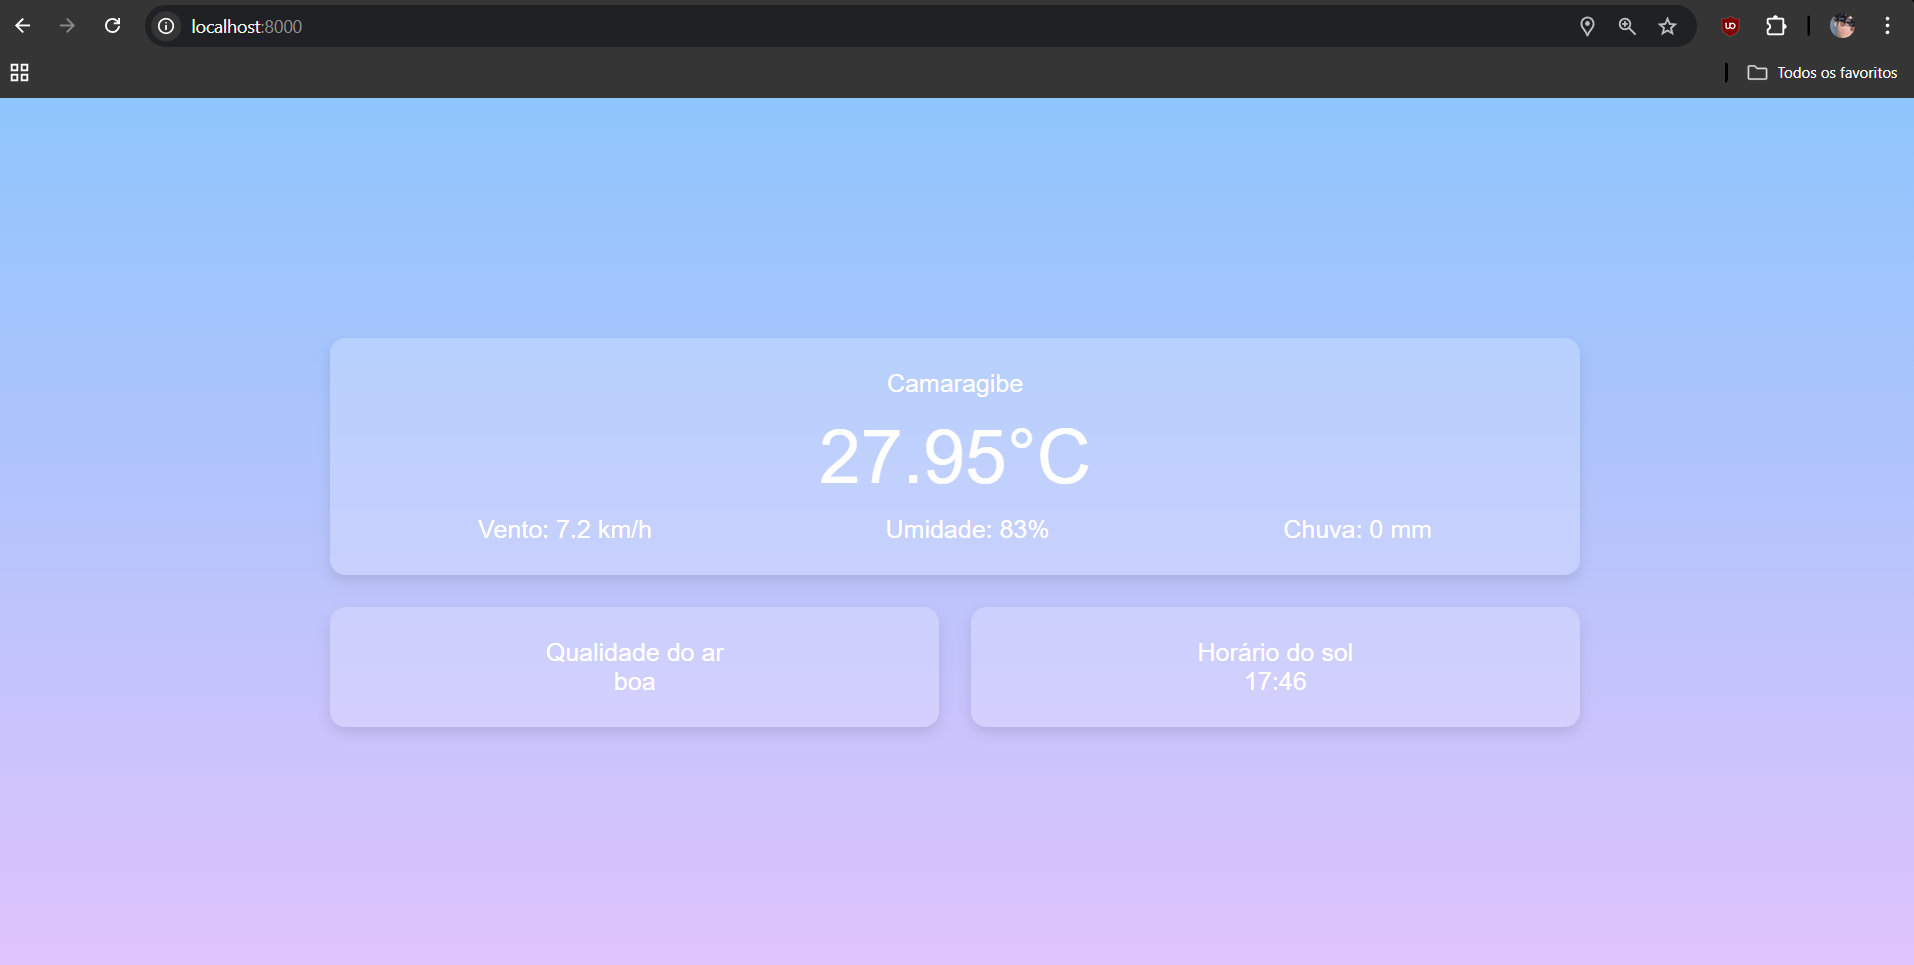 localhost:8000
Todos os favoritos
Camaragibe
27.95°C
Vento: 7.2 km/h Umidade: 83% Chuva: 0 mm
Qualidade do ar
boa
Horário do sol
17:46